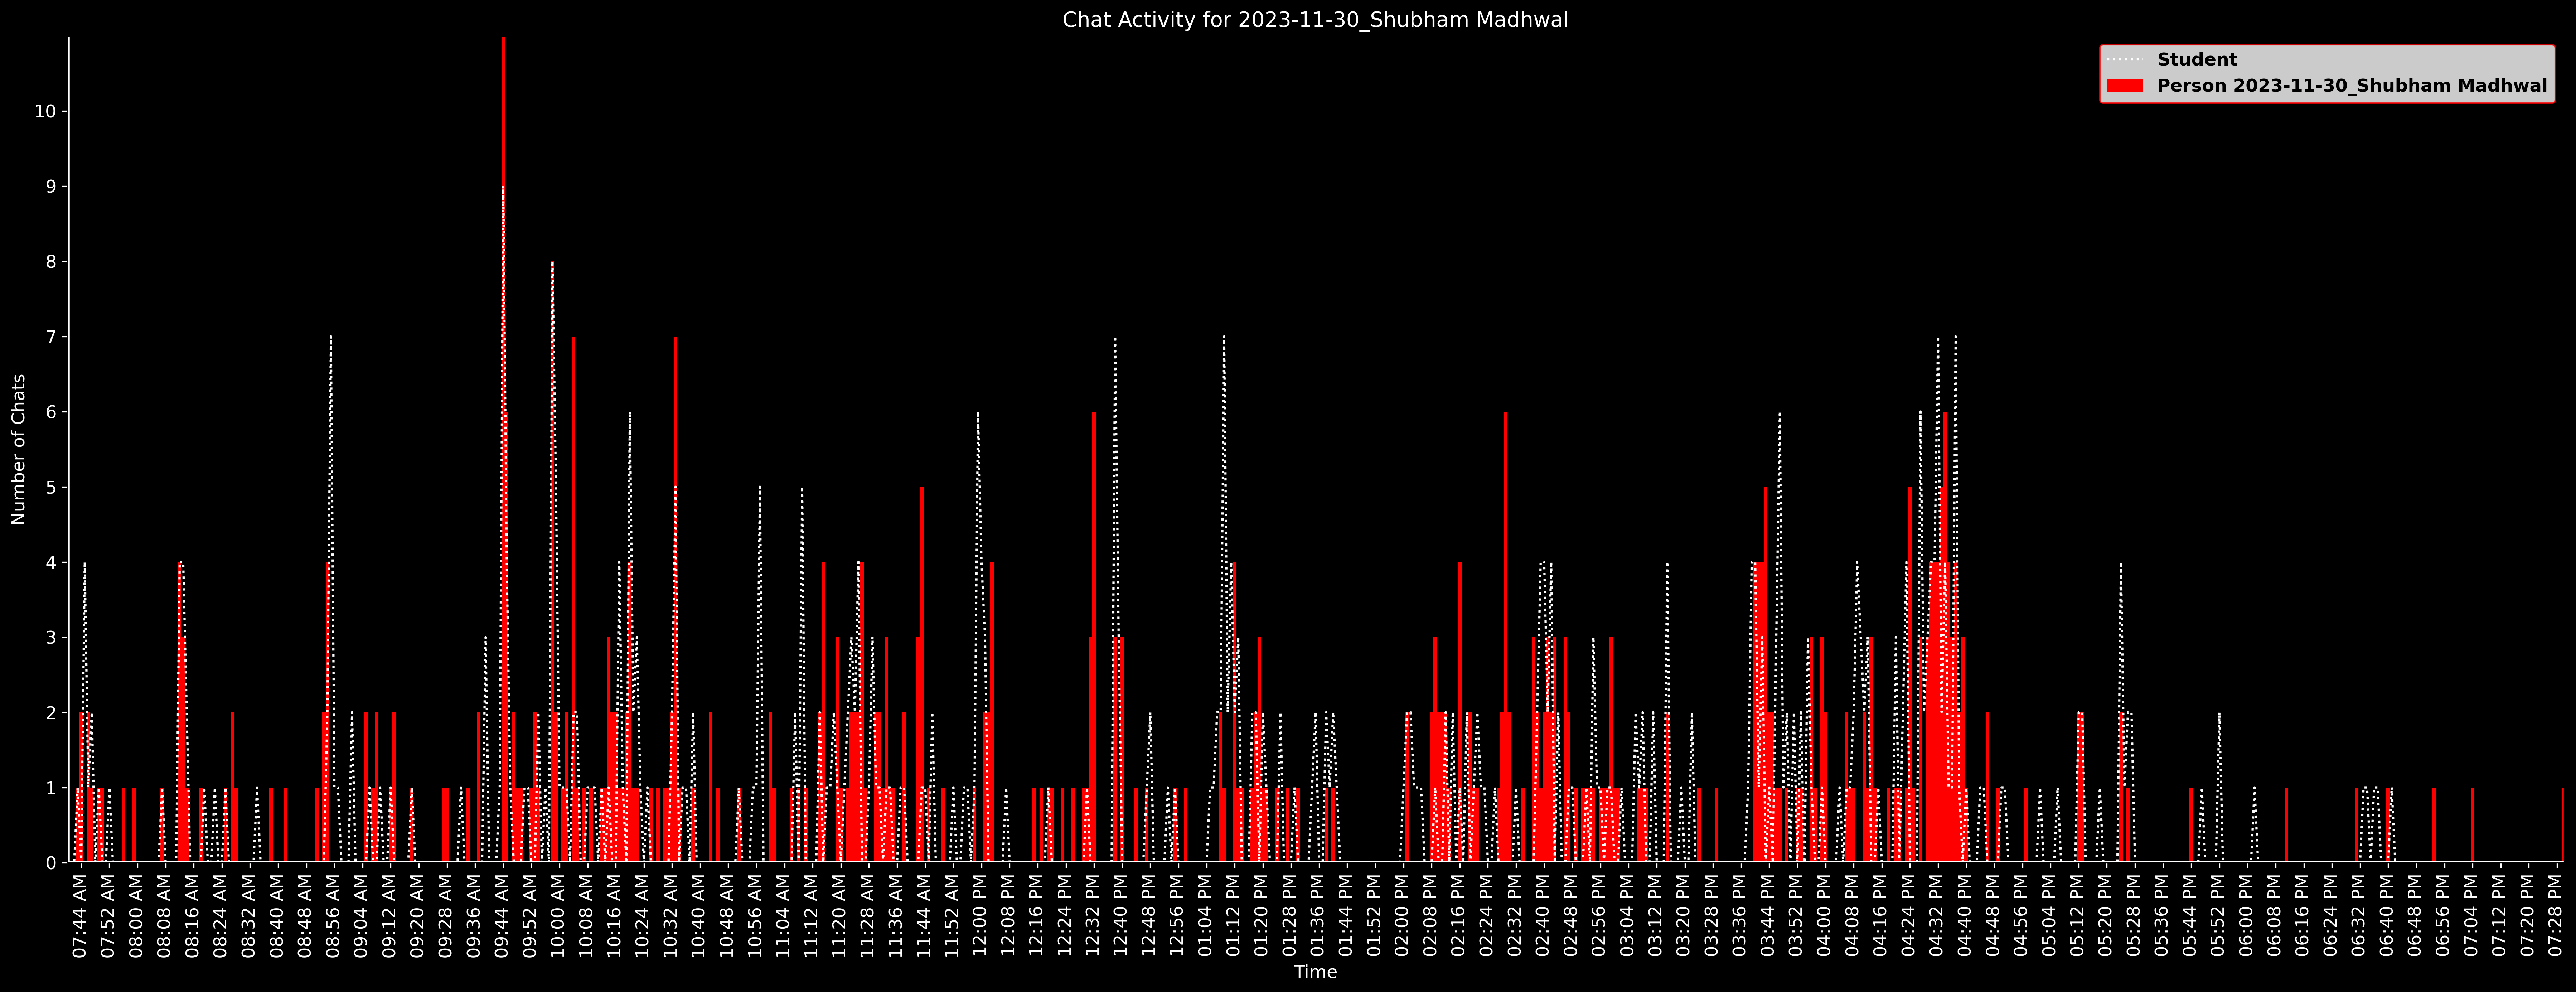 Chat Activity for 2023-11-30_Shubham Madhwal
Student
Person 2023-11-30_Shubham Madhwal
Number of Chats
10
9
8
7
6
5
4
3
2
1
0
07:44 AM
07:52 AM
08:00 AM
08:08 AM
08:16 AM
08:24 AM
08:32 AM
08:40 AM
08:48 AM
08:56 AM
09:04 AM
09:12 AM
09:20 AM
09:28 AM
09:36 AM
09:44 AM
09:52 AM
10:00 AM
10:08 AM
10:16 AM
10:24 AM
10:32 AM
10:40 AM
10:48 AM
10:56 AM
11:04 AM
11:12 AM
11:20 AM
11:28 AM
11:36 AM
11:44 AM
11:52 AM
12:00 PM
12:08 PM
12:16 PM
12:24 PM
12:32 PM
12:40 PM
12:48 PM
12:56 PM
01:04 PM
01:12 PM
01:20 PM
01:28 PM
01:36 PM
01:44 PM
01:52 PM
02:00 PM
02:08 PM
02:16 PM
02:24 PM
02:32 PM
02:40 PM
02:48 PM
02:56 PM
03:04 PM
03:12 PM
03:20 PM
03:28 PM
03:36 PM
03:44 PM
03:52 PM
04:00 PM
04:08 PM
04:16 PM
04:24 PM
04:32 PM
04:40 PM
04:48 PM
04:56 PM
05:04 PM
05:12 PM
05:20 PM
05:28 PM
05:36 PM
05:44 PM
05:52 PM
06:00 PM
06:08 PM
06:16 PM
06:24 PM
06:32 PM
06:40 PM
06:48 PM
06:56 PM
07:04 PM
07:12 PM
07:20 PM
07:28 PM
Time